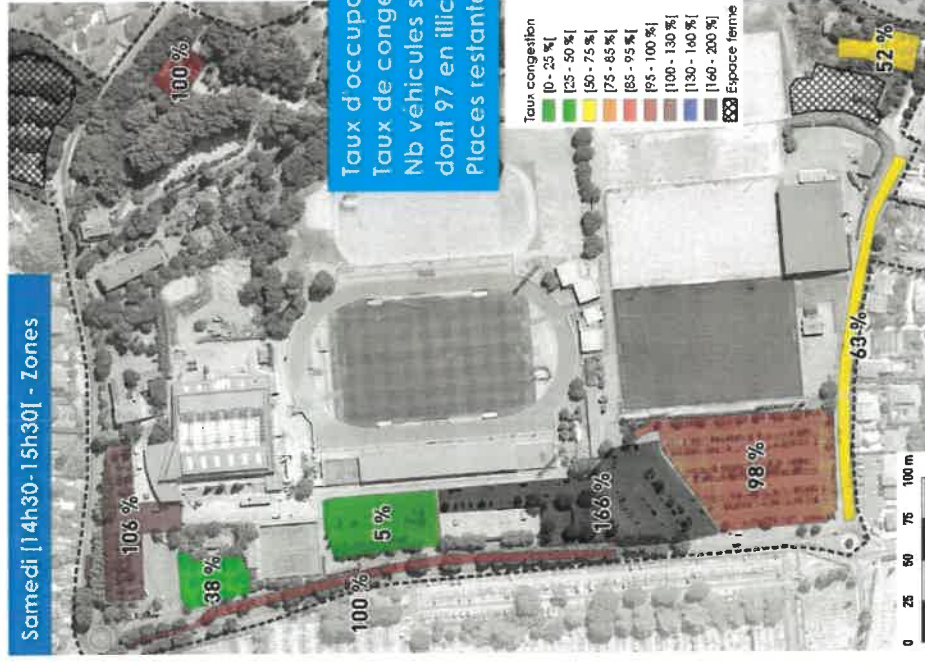 Samedi [14h30-15h30[ - Zones
Taux d'occupa
Taux de conge
Nb véhicules s
dont 97 en illic
Places restante
100 %
106 %
38 %
5 %
100 %
166 %
98 %
63 %
52 %
Taux congestion
[0 - 25 %[
[25 - 50 %[
[50 - 75 %[
[75 - 85 %[
[85 - 95 %[
[95 - 100 %[
[100 - 130 %[
[130 - 160 %[
[160 - 200 %[
Espace ferme
0 25 50 75 100 m